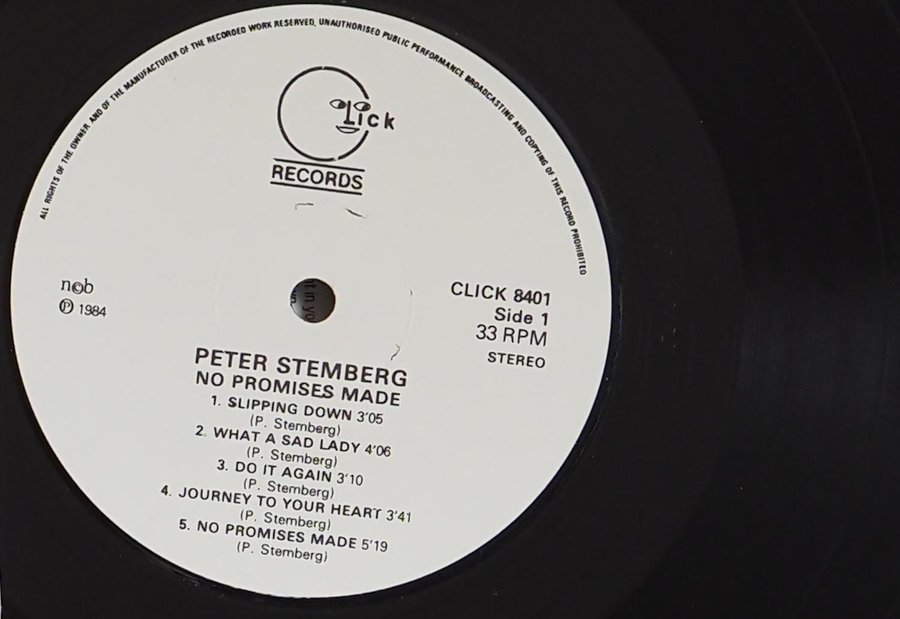 ALL RIGHTS OF THE OWNER AND OF THE MANUFACTURER OF THE RECORDED WORK RESERVED, UNAUTHORISED PUBLIC PERFORMANCE BROADCASTING AND COPYING OF THIS RECORD PROHIBITED
Click
RECORDS
ncb
Ⓟ 1984
CLICK 8401
Side 1
33 RPM
STEREO
PETER STEMBERG
NO PROMISES MADE
1. SLIPPING DOWN 3'05
(P. Stemberg)
2. WHAT A SAD LADY 4'06
(P. Stemberg)
3. DO IT AGAIN 3'10
(P. Stemberg)
4. JOURNEY TO YOUR HEART 3'41
(P. Stemberg)
5. NO PROMISES MADE 5'19
(P. Stemberg)